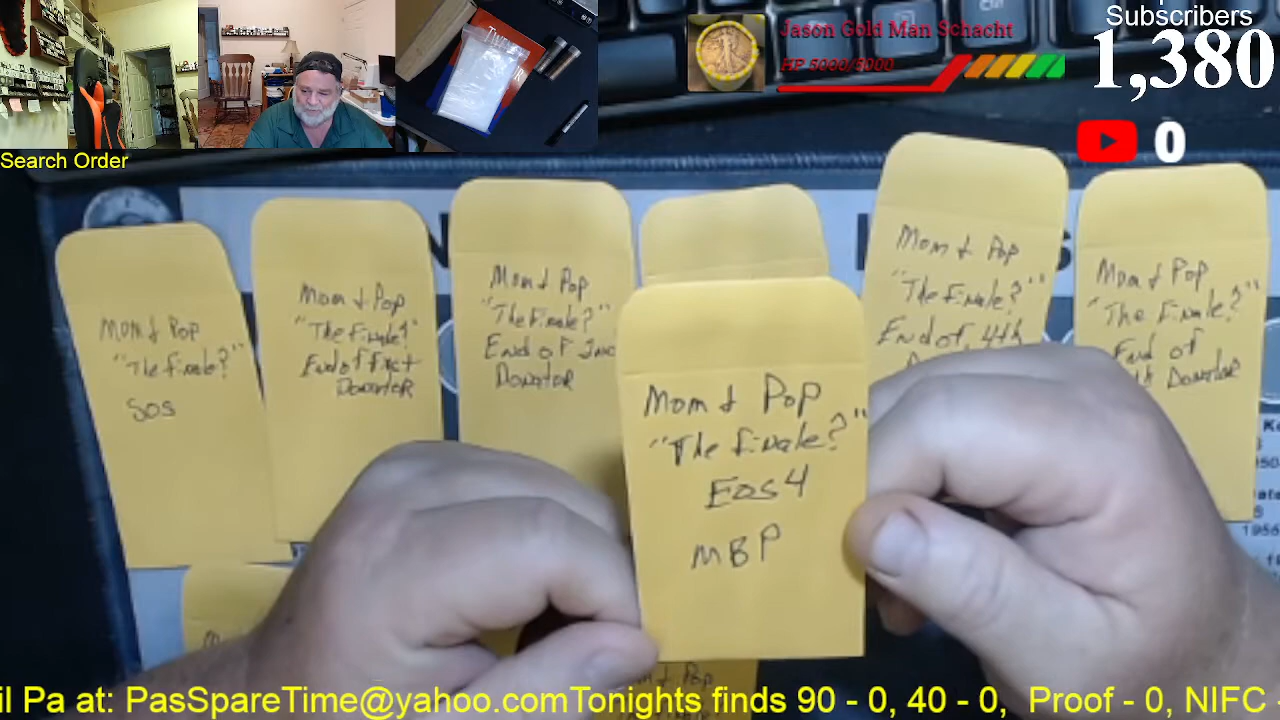 Subscribers
1,380
Jason Gold Man Schacht
HP 5000/5000
0
Search Order
Mom & Pop
"The Finale?"
SOS
Mom & Pop
"The Finale?"
End of First
Donator
Mom & Pop
"The Finale?"
End of 2nd
Donator
Mom & Pop
"The Finale?"
EOS 4
MBP
Mom & Pop
"The Finale?"
End of 4th
Mom & Pop
"The Finale?"
End of
Donator
& Pop
il Pa at: PasSpareTime@yahoo.comTonights finds 90 - 0, 40 - 0, Proof - 0, NIFC